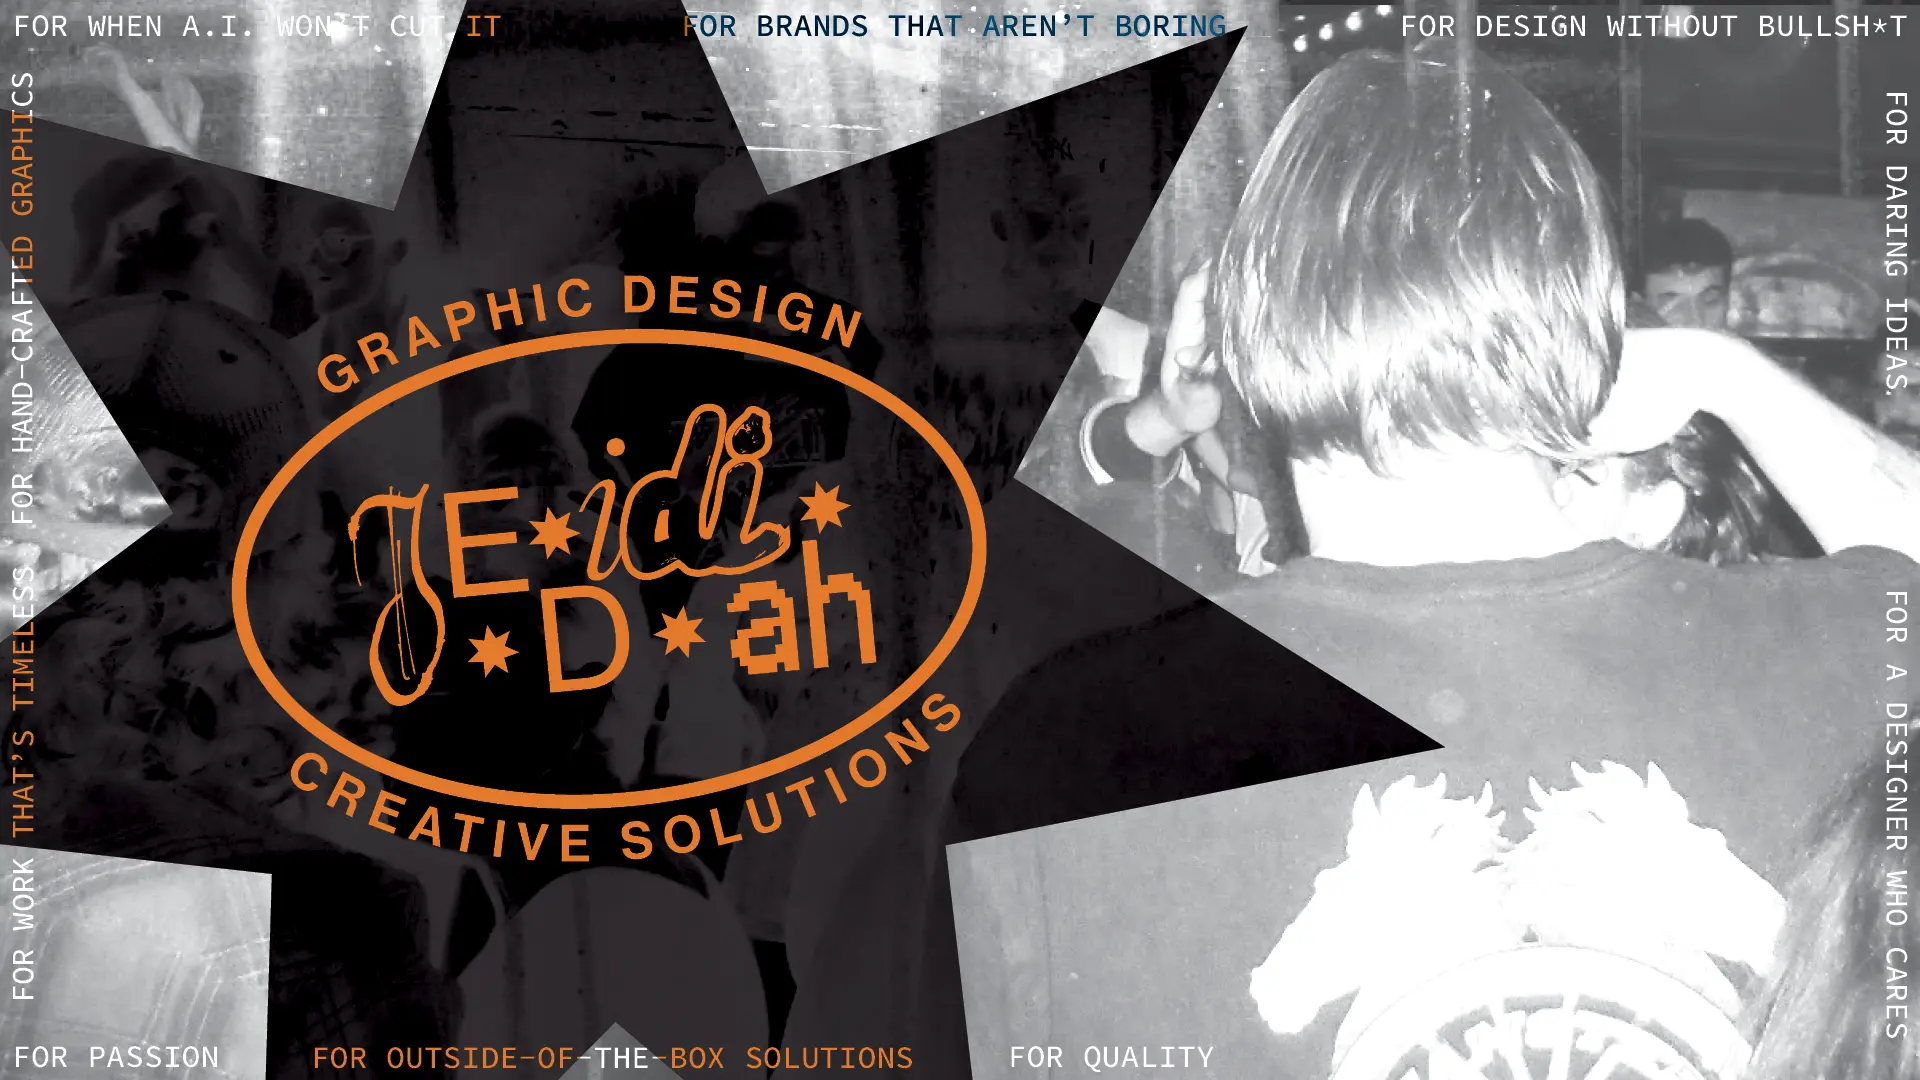 FOR WHEN A.I. WON'T CUT IT
FOR BRANDS THAT AREN'T BORING
FOR DESIGN WITHOUT BULLSH*T
FOR DARING IDEAS.
FOR A DESIGNER WHO CARES
FOR HAND-CRAFTED GRAPHICS
FOR WORK THAT'S TIMELESS.
GRAPHIC DESIGN
JE*idi*
*D*ah
CREATIVE SOLUTIONS
FOR PASSION
FOR OUTSIDE-OF-THE-BOX SOLUTIONS
FOR QUALITY